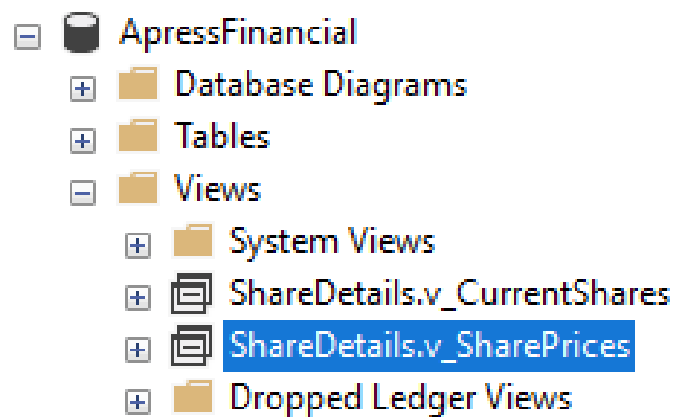 ApressFinancial
Database Diagrams
Tables
Views
System Views
ShareDetails.v_CurrentShares
ShareDetails.v_SharePrices
Dropped Ledger Views